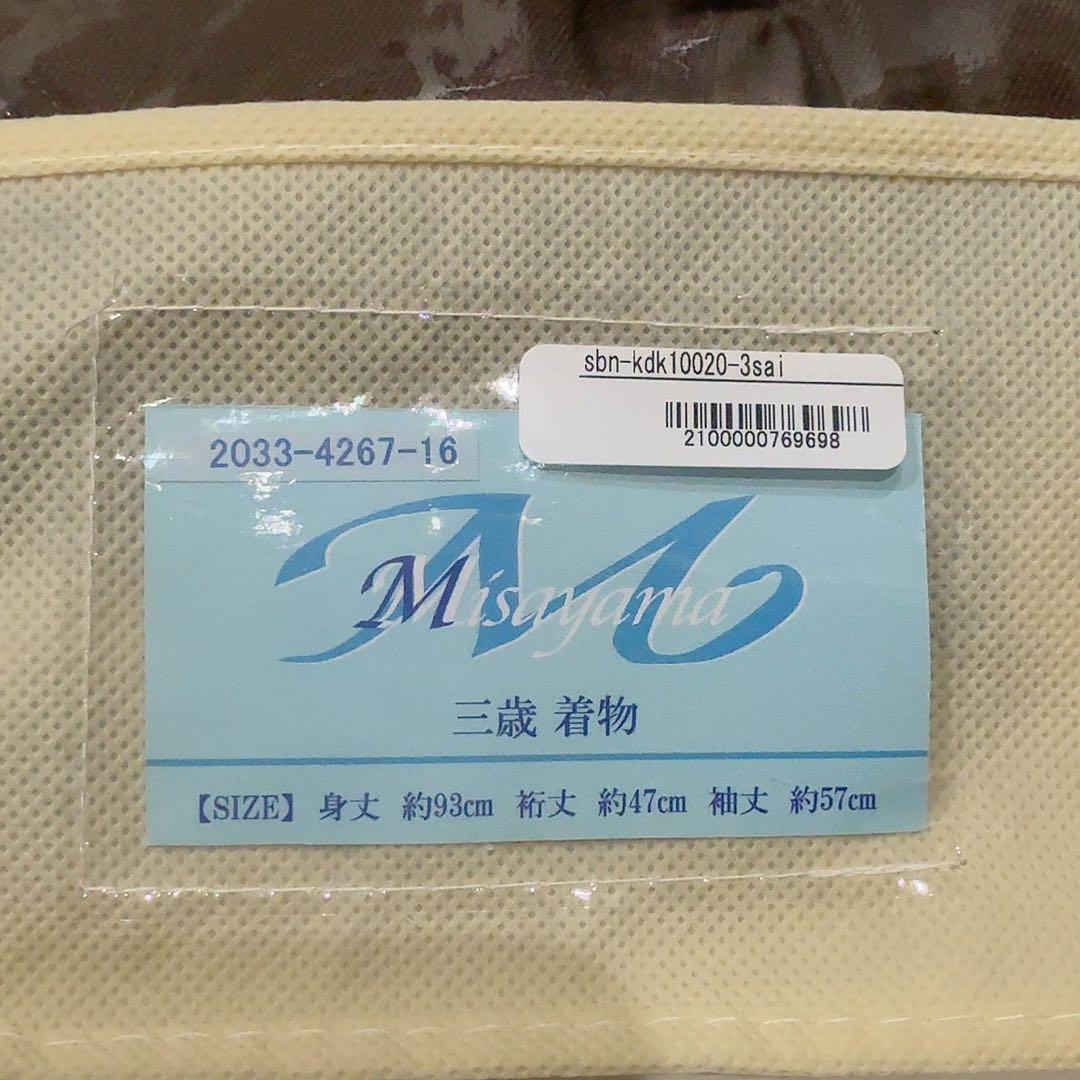 sbn-kdk10020-3sai
2100000769698
2033-4267-16
Misayama
三歳 着物
【SIZE】 身丈 約93cm 裄丈 約47cm 袖丈 約57cm